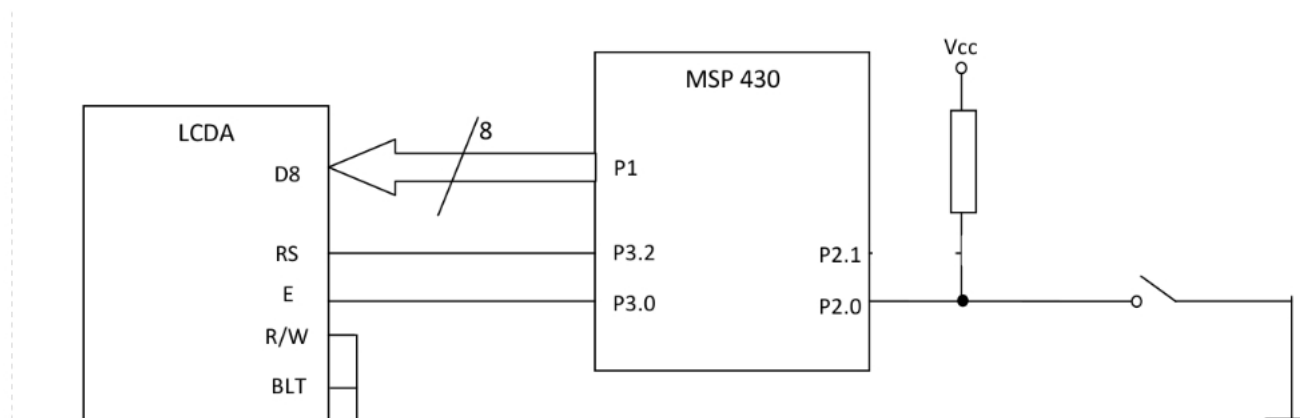 Vcc
MSP 430
LCDA
8
D8
P1
RS
P3.2
P2.1
E
P3.0
P2.0
R/W
BLT